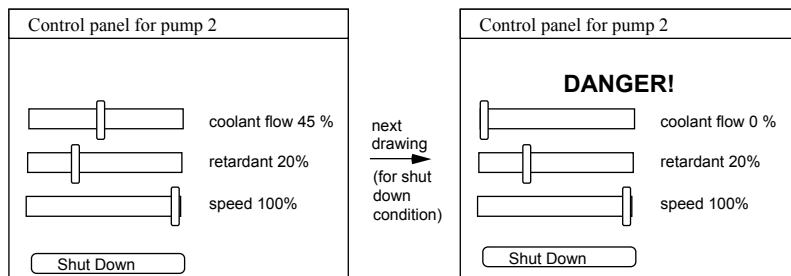 Control panel for pump 2
coolant flow 45 %
retardant 20%
speed 100%
Shut Down
next
drawing
(for shut
down
condition)
Control panel for pump 2
DANGER!
coolant flow 0 %
retardant 20%
speed 100%
Shut Down